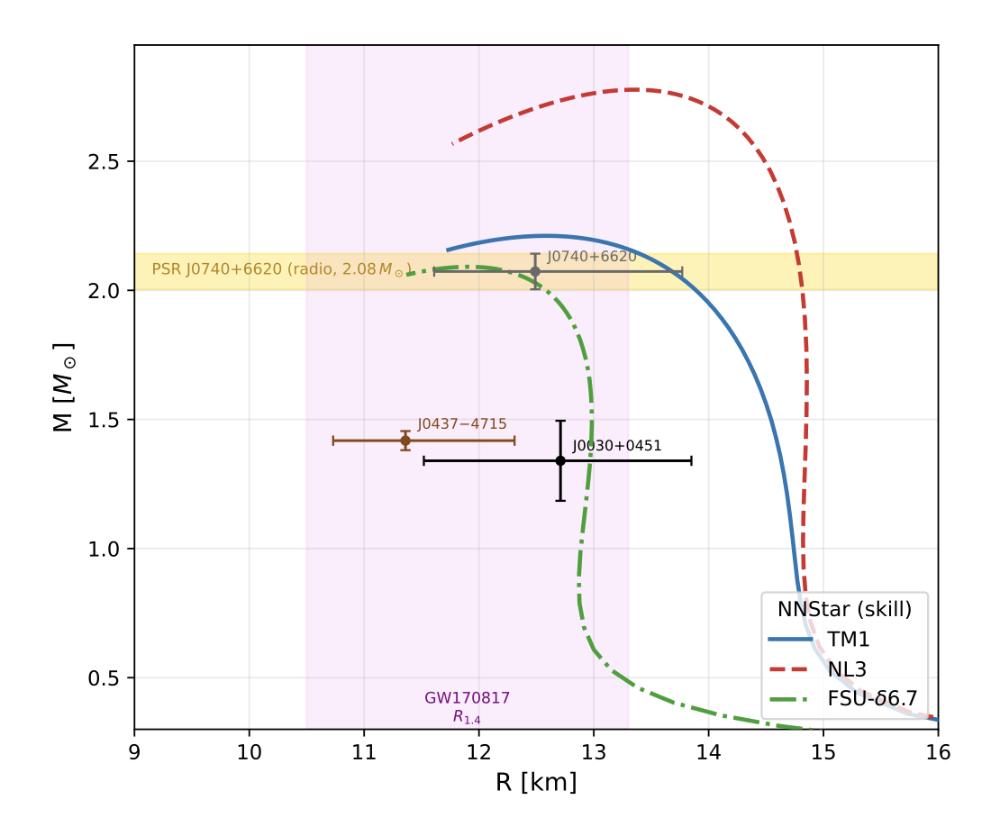 2.5
2.0
1.5
1.0
0.5
M [M⊙]
PSR J0740+6620 (radio, 2.08 M⊙)
J0740+6620
J0437−4715
J0030+0451
GW170817
R1.4
NNStar (skill)
TM1
NL3
FSU-δ6.7
9 10 11 12 13 14 15 16
R [km]